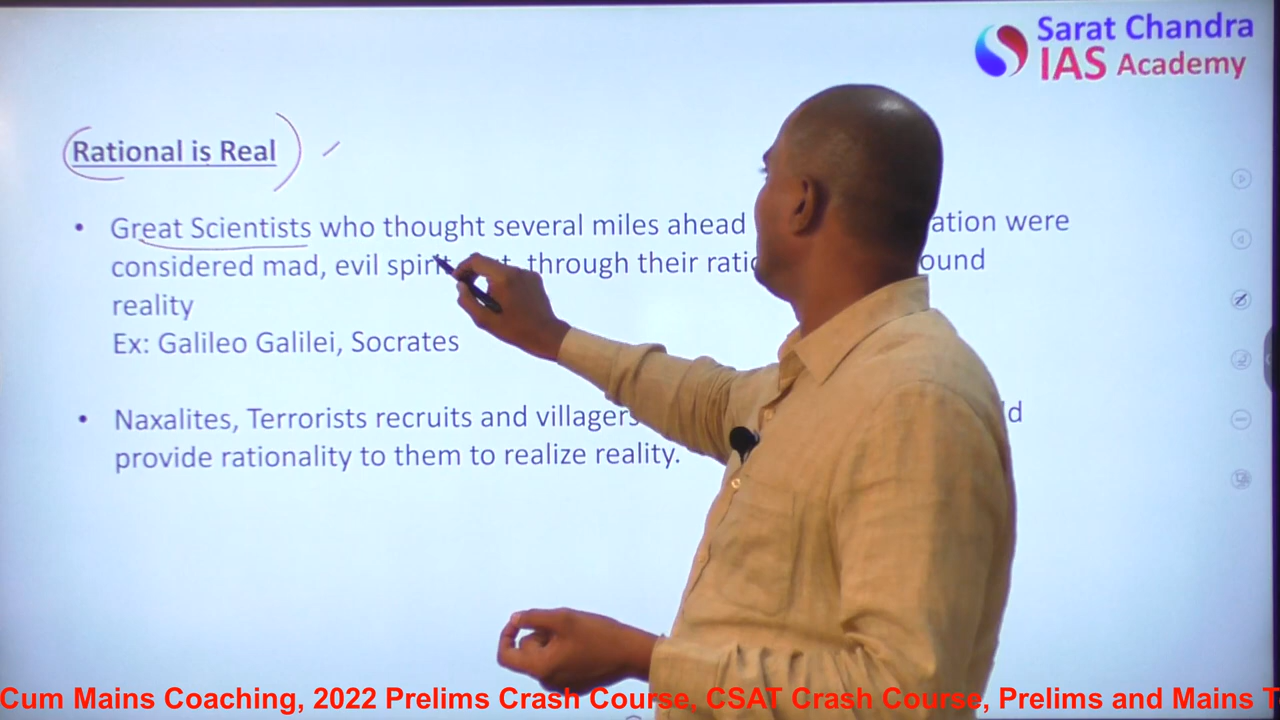 Sarat Chandra
IAS Academy
Rational is Real
• Great Scientists who thought several miles ahead ation were
considered mad, evil spirit t, through their ratio ound
reality
Ex: Galileo Galilei, Socrates
• Naxalites, Terrorists recruits and villagers ld
provide rationality to them to realize reality.
Cum Mains Coaching, 2022 Prelims Crash Course, CSAT Crash Course, Prelims and Mains T